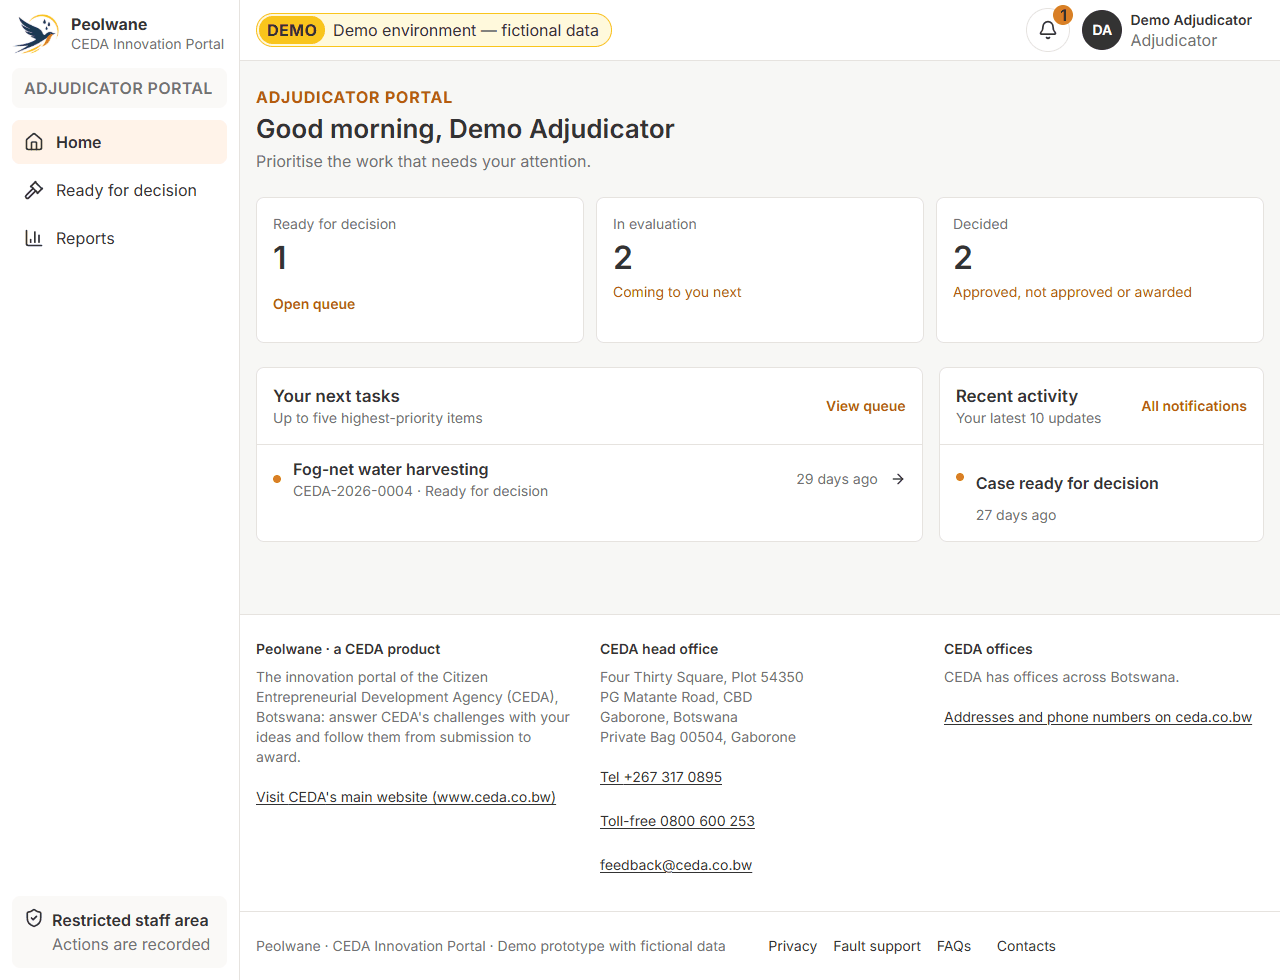 Peolwane
CEDA Innovation Portal
ADJUDICATOR PORTAL
Home
Ready for decision
Reports
Restricted staff area
Actions are recorded
DEMO Demo environment — fictional data
1
DA
Demo Adjudicator
Adjudicator
ADJUDICATOR PORTAL
Good morning, Demo Adjudicator
Prioritise the work that needs your attention.
Ready for decision
1
Open queue
In evaluation
2
Coming to you next
Decided
2
Approved, not approved or awarded
Your next tasks
Up to five highest-priority items
View queue
Fog-net water harvesting
CEDA-2026-0004 · Ready for decision
29 days ago
Recent activity
Your latest 10 updates
All notifications
Case ready for decision
27 days ago
Peolwane · a CEDA product
The innovation portal of the Citizen
Entrepreneurial Development Agency (CEDA),
Botswana: answer CEDA's challenges with your
ideas and follow them from submission to
award.
Visit CEDA's main website (www.ceda.co.bw)
CEDA head office
Four Thirty Square, Plot 54350
PG Matante Road, CBD
Gaborone, Botswana
Private Bag 00504, Gaborone
Tel +267 317 0895
Toll-free 0800 600 253
feedback@ceda.co.bw
CEDA offices
CEDA has offices across Botswana.
Addresses and phone numbers on ceda.co.bw
Peolwane · CEDA Innovation Portal · Demo prototype with fictional data
Privacy Fault support FAQs Contacts